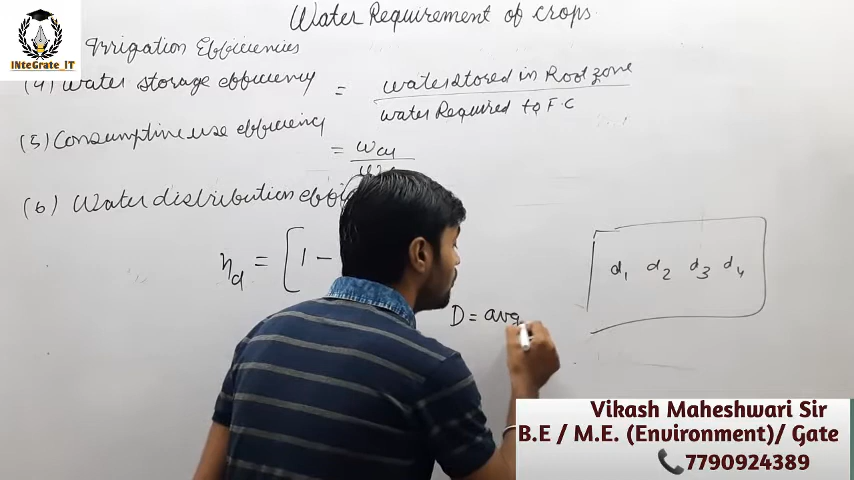 Water Requirement of crops
INteGrate_IT
Irrigation Efficiencies
(4) Water storage efficiency = water stored in Root zone
water Required to F.C
(5) Consumptive use efficiency
= wcu
(6) Water distribution
ηd = [1 -
d1 d2 d3 d4
D = avg
Vikash Maheshwari Sir
B.E / M.E. (Environment)/ Gate
7790924389